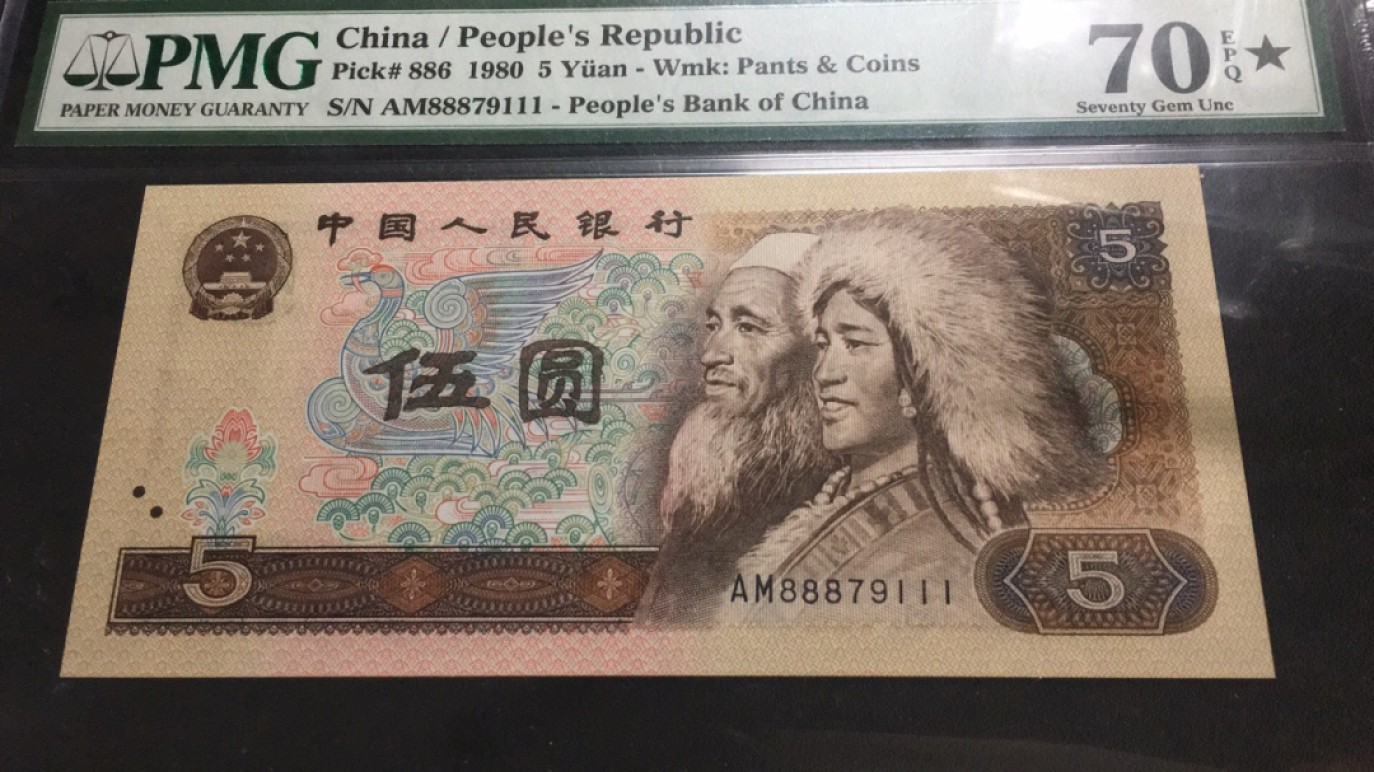 PMG
PAPER MONEY GUARANTY
China / People's Republic
Pick# 886 1980 5 Yüan - Wmk: Pants & Coins
S/N AM88879111 - People's Bank of China
70 EPQ ★
Seventy Gem Unc
中国人民银行
5
伍圆
5
AM88879111
5